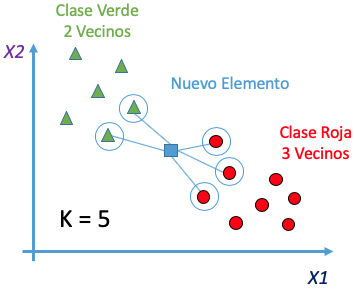 Clase Verde
2 Vecinos
X2
Nuevo Elemento
Clase Roja
3 Vecinos
K = 5
X1